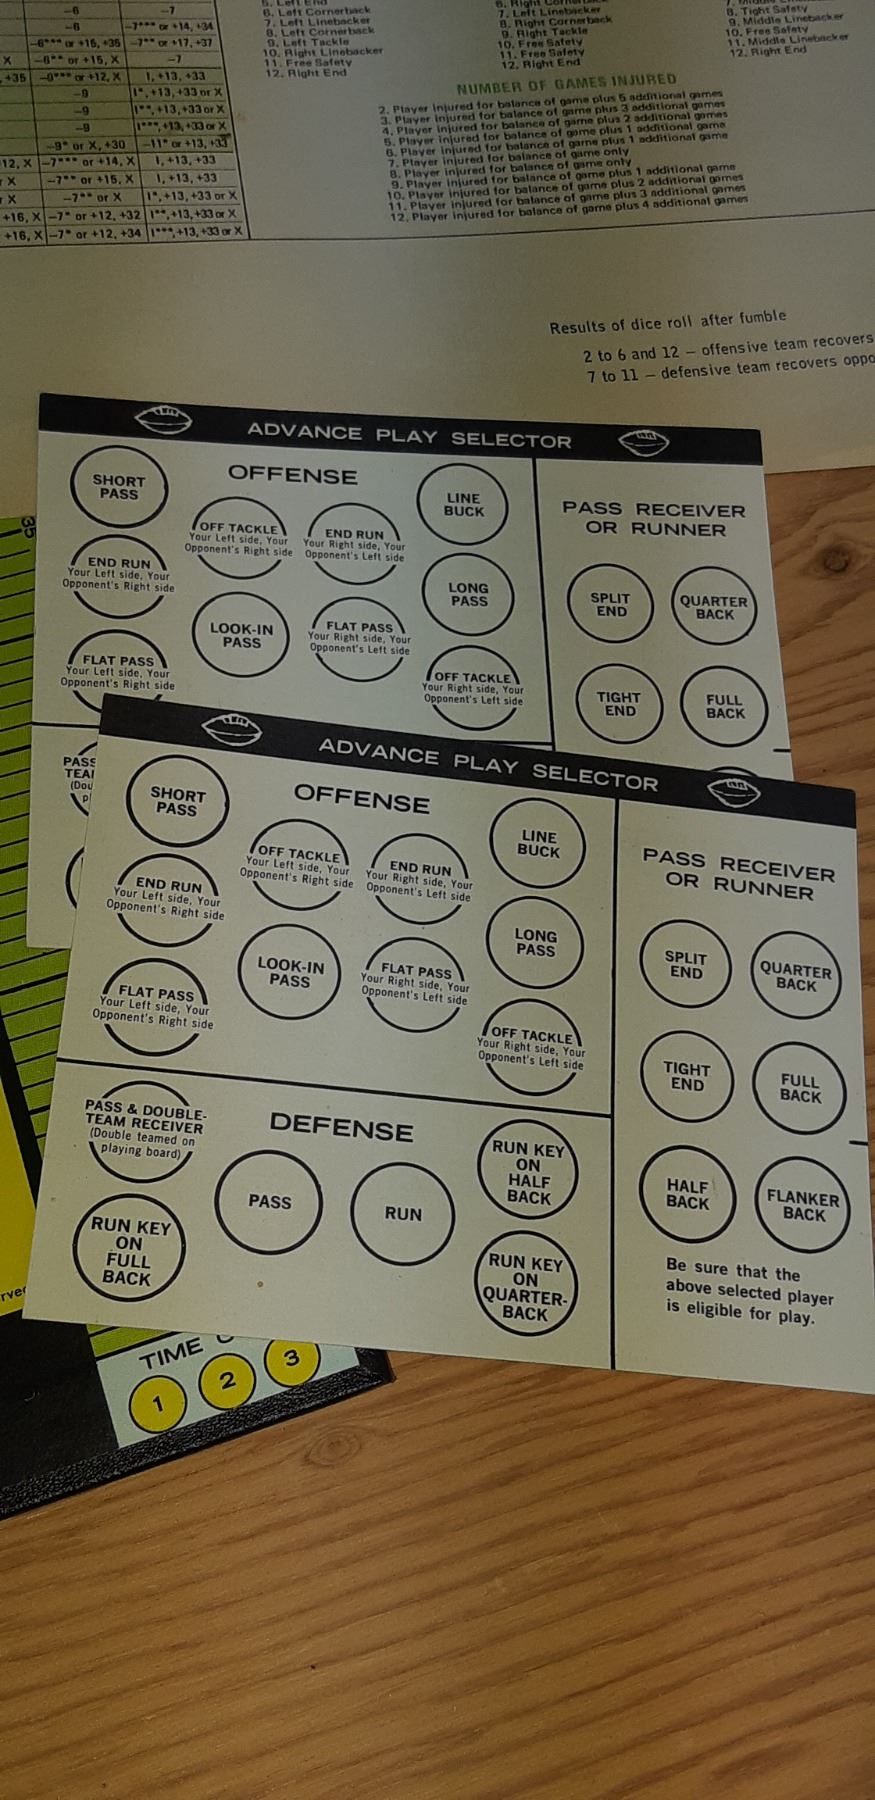 -6
-7
-6
-7*** or +14, +34
-6*** or +15, +35
-7** or +17, +37
X
-6** or +15, X
-7
+35
-9*** or +12, X
1, +13, +33
-9
1*, +13, +33 or X
-9
1**, +13, +33 or X
-9
1***, +13, +33 or X
-9* or X, +30
-11* or +13, +33
12, X
-7*** or +14, X
1, +13, +33
X
-7** or +15, X
1, +13, +33
X
-7** or X
1*, +13, +33 or X
+16, X
-7* or +12, +32
1**, +13, +33 or X
+16, X
-7* or +12, +34
1***, +13, +33 or X
5. Left End
6. Left Cornerback
7. Left Linebacker
8. Left Cornerback
9. Left Tackle
10. Right Linebacker
11. Free Safety
12. Right End
6. Right Cornerback
7. Left Linebacker
8. Right Cornerback
9. Right Tackle
10. Free Safety
11. Free Safety
12. Right End
8. Tight Safety
9. Middle Linebacker
10. Free Safety
11. Middle Linebacker
12. Right End
NUMBER OF GAMES INJURED
2. Player injured for balance of game plus 5 additional games
3. Player injured for balance of game plus 3 additional games
4. Player injured for balance of game plus 2 additional games
5. Player injured for balance of game plus 1 additional game
6. Player injured for balance of game plus 1 additional game
7. Player injured for balance of game only
8. Player injured for balance of game only
9. Player injured for balance of game plus 1 additional game
10. Player injured for balance of game plus 2 additional games
11. Player injured for balance of game plus 3 additional games
12. Player injured for balance of game plus 4 additional games
Results of dice roll after fumble
2 to 6 and 12 — offensive team recovers
7 to 11 — defensive team recovers oppo
35
ADVANCE PLAY SELECTOR
OFFENSE
SHORT
PASS
OFF TACKLE
Your Left side, Your
Opponent's Right side
END RUN
Your Right side, Your
Opponent's Left side
LINE
BUCK
END RUN
Your Left side, Your
Opponent's Right side
LOOK-IN
PASS
FLAT PASS
Your Right side, Your
Opponent's Left side
LONG
PASS
FLAT PASS
Your Left side, Your
Opponent's Right side
OFF TACKLE
Your Right side, Your
Opponent's Left side
PASS RECEIVER
OR RUNNER
SPLIT
END
QUARTER
BACK
TIGHT
END
FULL
BACK
PASS
TEA
(Dou
p
ADVANCE PLAY SELECTOR
OFFENSE
SHORT
PASS
OFF TACKLE
Your Left side, Your
Opponent's Right side
END RUN
Your Right side, Your
Opponent's Left side
LINE
BUCK
END RUN
Your Left side, Your
Opponent's Right side
LOOK-IN
PASS
FLAT PASS
Your Right side, Your
Opponent's Left side
LONG
PASS
FLAT PASS
Your Left side, Your
Opponent's Right side
OFF TACKLE
Your Right side, Your
Opponent's Left side
DEFENSE
PASS & DOUBLE-
TEAM RECEIVER
(Double teamed on
playing board)
PASS
RUN
RUN KEY
ON
HALF
BACK
RUN KEY
ON
FULL
BACK
RUN KEY
ON
QUARTER-
BACK
PASS RECEIVER
OR RUNNER
SPLIT
END
QUARTER
BACK
TIGHT
END
FULL
BACK
HALF
BACK
FLANKER
BACK
Be sure that the
above selected player
is eligible for play.
rver
TIME
1 2 3